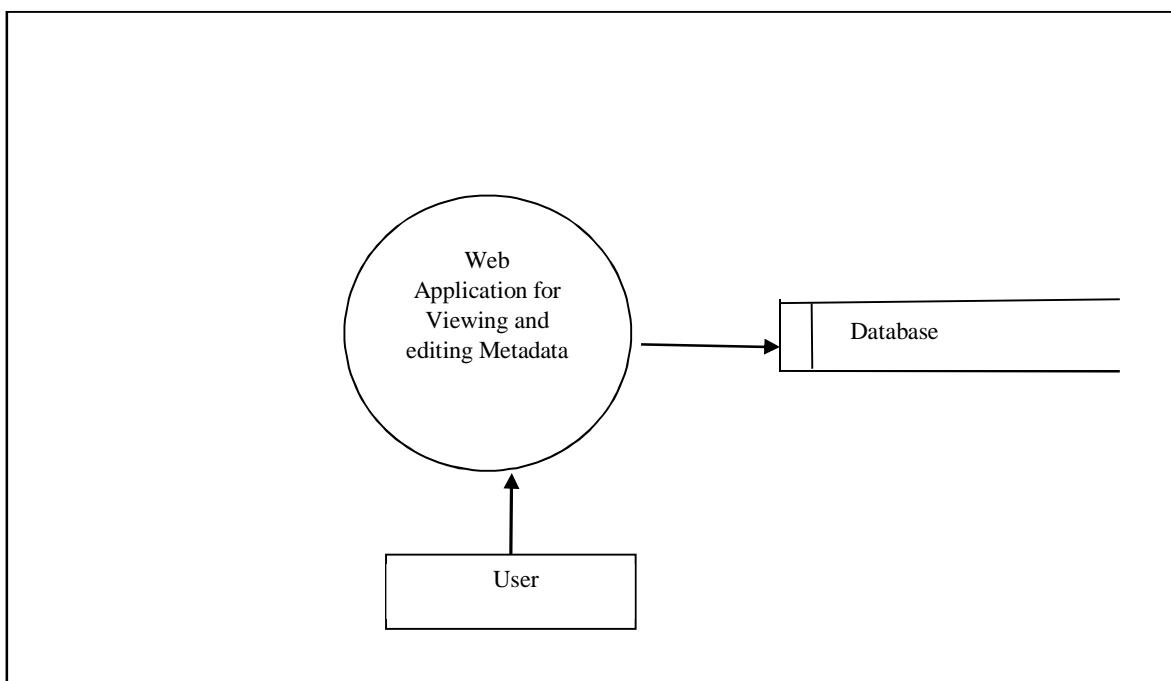 Web
Application for
Viewing and
editing Metadata
Database
User